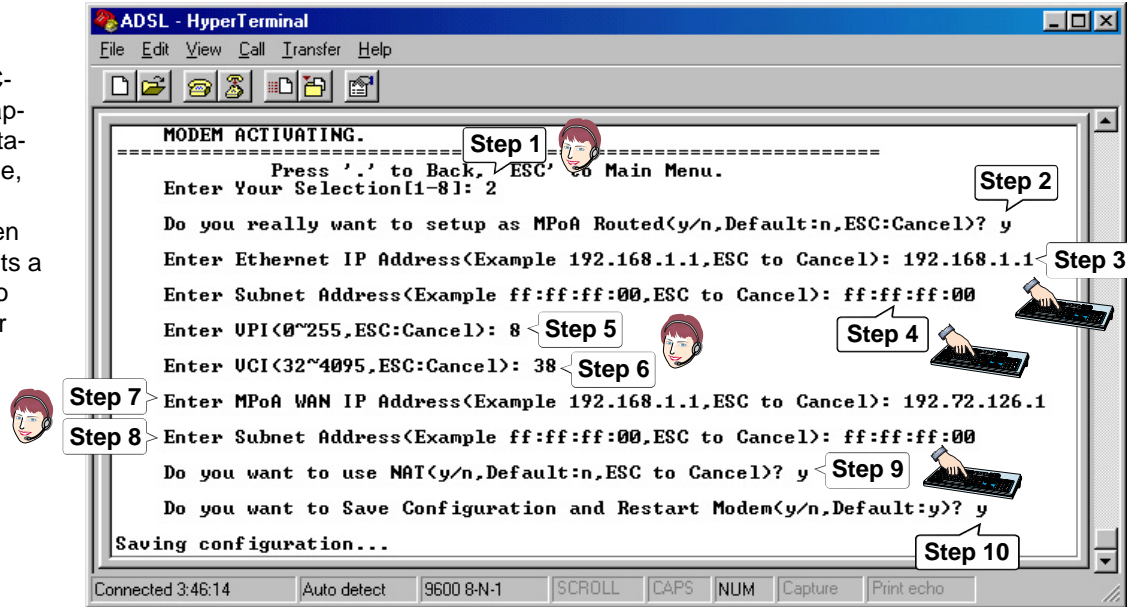 ADSL - HyperTerminal
File Edit View Call Transfer Help
MODEM ACTIVATING.
Step 1
Press '.' to Back, 'ESC' to Main Menu.
Enter Your Selection[1-8]: 2
Step 2
Do you really want to setup as MPoA Routed(y/n,Default:n,ESC:Cancel)? y
Enter Ethernet IP Address(Example 192.168.1.1,ESC to Cancel): 192.168.1.1
Step 3
Enter Subnet Address(Example ff:ff:ff:00,ESC to Cancel): ff:ff:ff:00
Step 4
Enter VPI(0~255,ESC:Cancel): 8
Step 5
Enter VCI(32~4095,ESC:Cancel): 38
Step 6
Step 7
Enter MPoA WAN IP Address(Example 192.168.1.1,ESC to Cancel): 192.72.126.1
Step 8
Enter Subnet Address(Example ff:ff:ff:00,ESC to Cancel): ff:ff:ff:00
Do you want to use NAT(y/n,Default:n,ESC to Cancel)? y
Step 9
Do you want to Save Configuration and Restart Modem(y/n,Default:y)? y
Step 10
Saving configuration...
Connected 3:46:14 Auto detect 9600 8-N-1 SCROLL CAPS NUM Capture Print echo